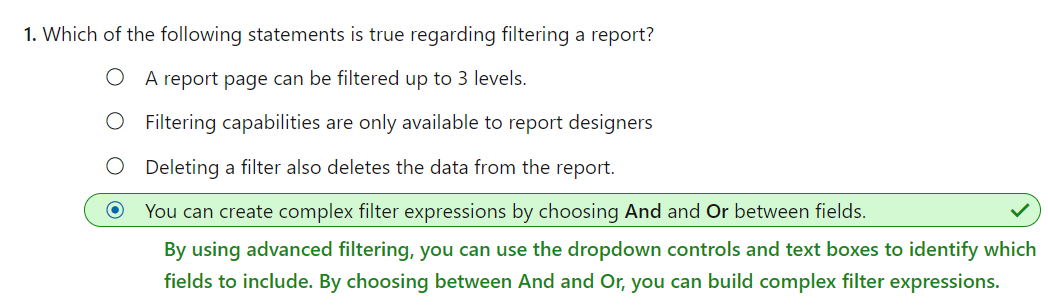 1. Which of the following statements is true regarding filtering a report?
A report page can be filtered up to 3 levels.
Filtering capabilities are only available to report designers
Deleting a filter also deletes the data from the report.
You can create complex filter expressions by choosing And and Or between fields.
By using advanced filtering, you can use the dropdown controls and text boxes to identify which
fields to include. By choosing between And and Or, you can build complex filter expressions.